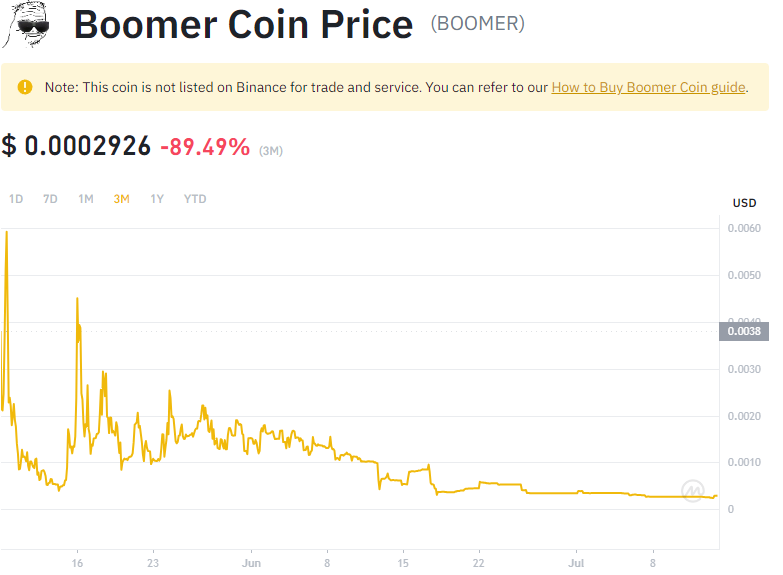 Boomer Coin Price (BOOMER)
Note: This coin is not listed on Binance for trade and service. You can refer to our How to Buy Boomer Coin guide.
$ 0.0002926 -89.49% (3M)
1D 7D 1M 3M 1Y YTD
USD
0.0060
0.0050
0.0040
0.0038
0.0030
0.0020
0.0010
0
16 23 Jun 8 15 22 Jul 8